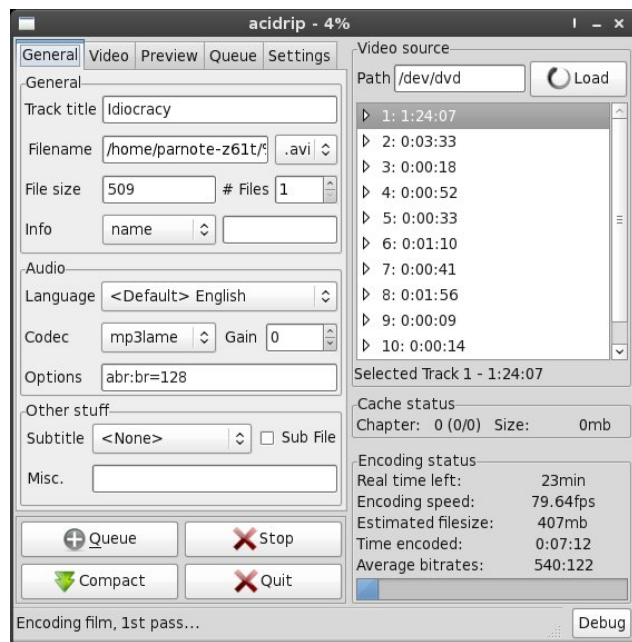 acidrip - 4%
General Video Preview Queue Settings
General
Track title Idiocracy
Filename /home/parnote-z61t/% .avi
File size 509 # Files 1
Info name
Audio
Language <Default> English
Codec mp3lame Gain 0
Options abr:br=128
Other stuff
Subtitle <None> Sub File
Misc.
Queue Stop
Compact Quit
Video source
Path /dev/dvd Load
1: 1:24:07
2: 0:03:33
3: 0:00:18
4: 0:00:52
5: 0:00:33
6: 0:01:10
7: 0:00:41
8: 0:01:56
9: 0:00:09
10: 0:00:14
Selected Track 1 - 1:24:07
Cache status
Chapter: 0 (0/0) Size: 0mb
Encoding status
Real time left: 23min
Encoding speed: 79.64fps
Estimated filesize: 407mb
Time encoded: 0:07:12
Average bitrates: 540:122
Encoding film, 1st pass... Debug